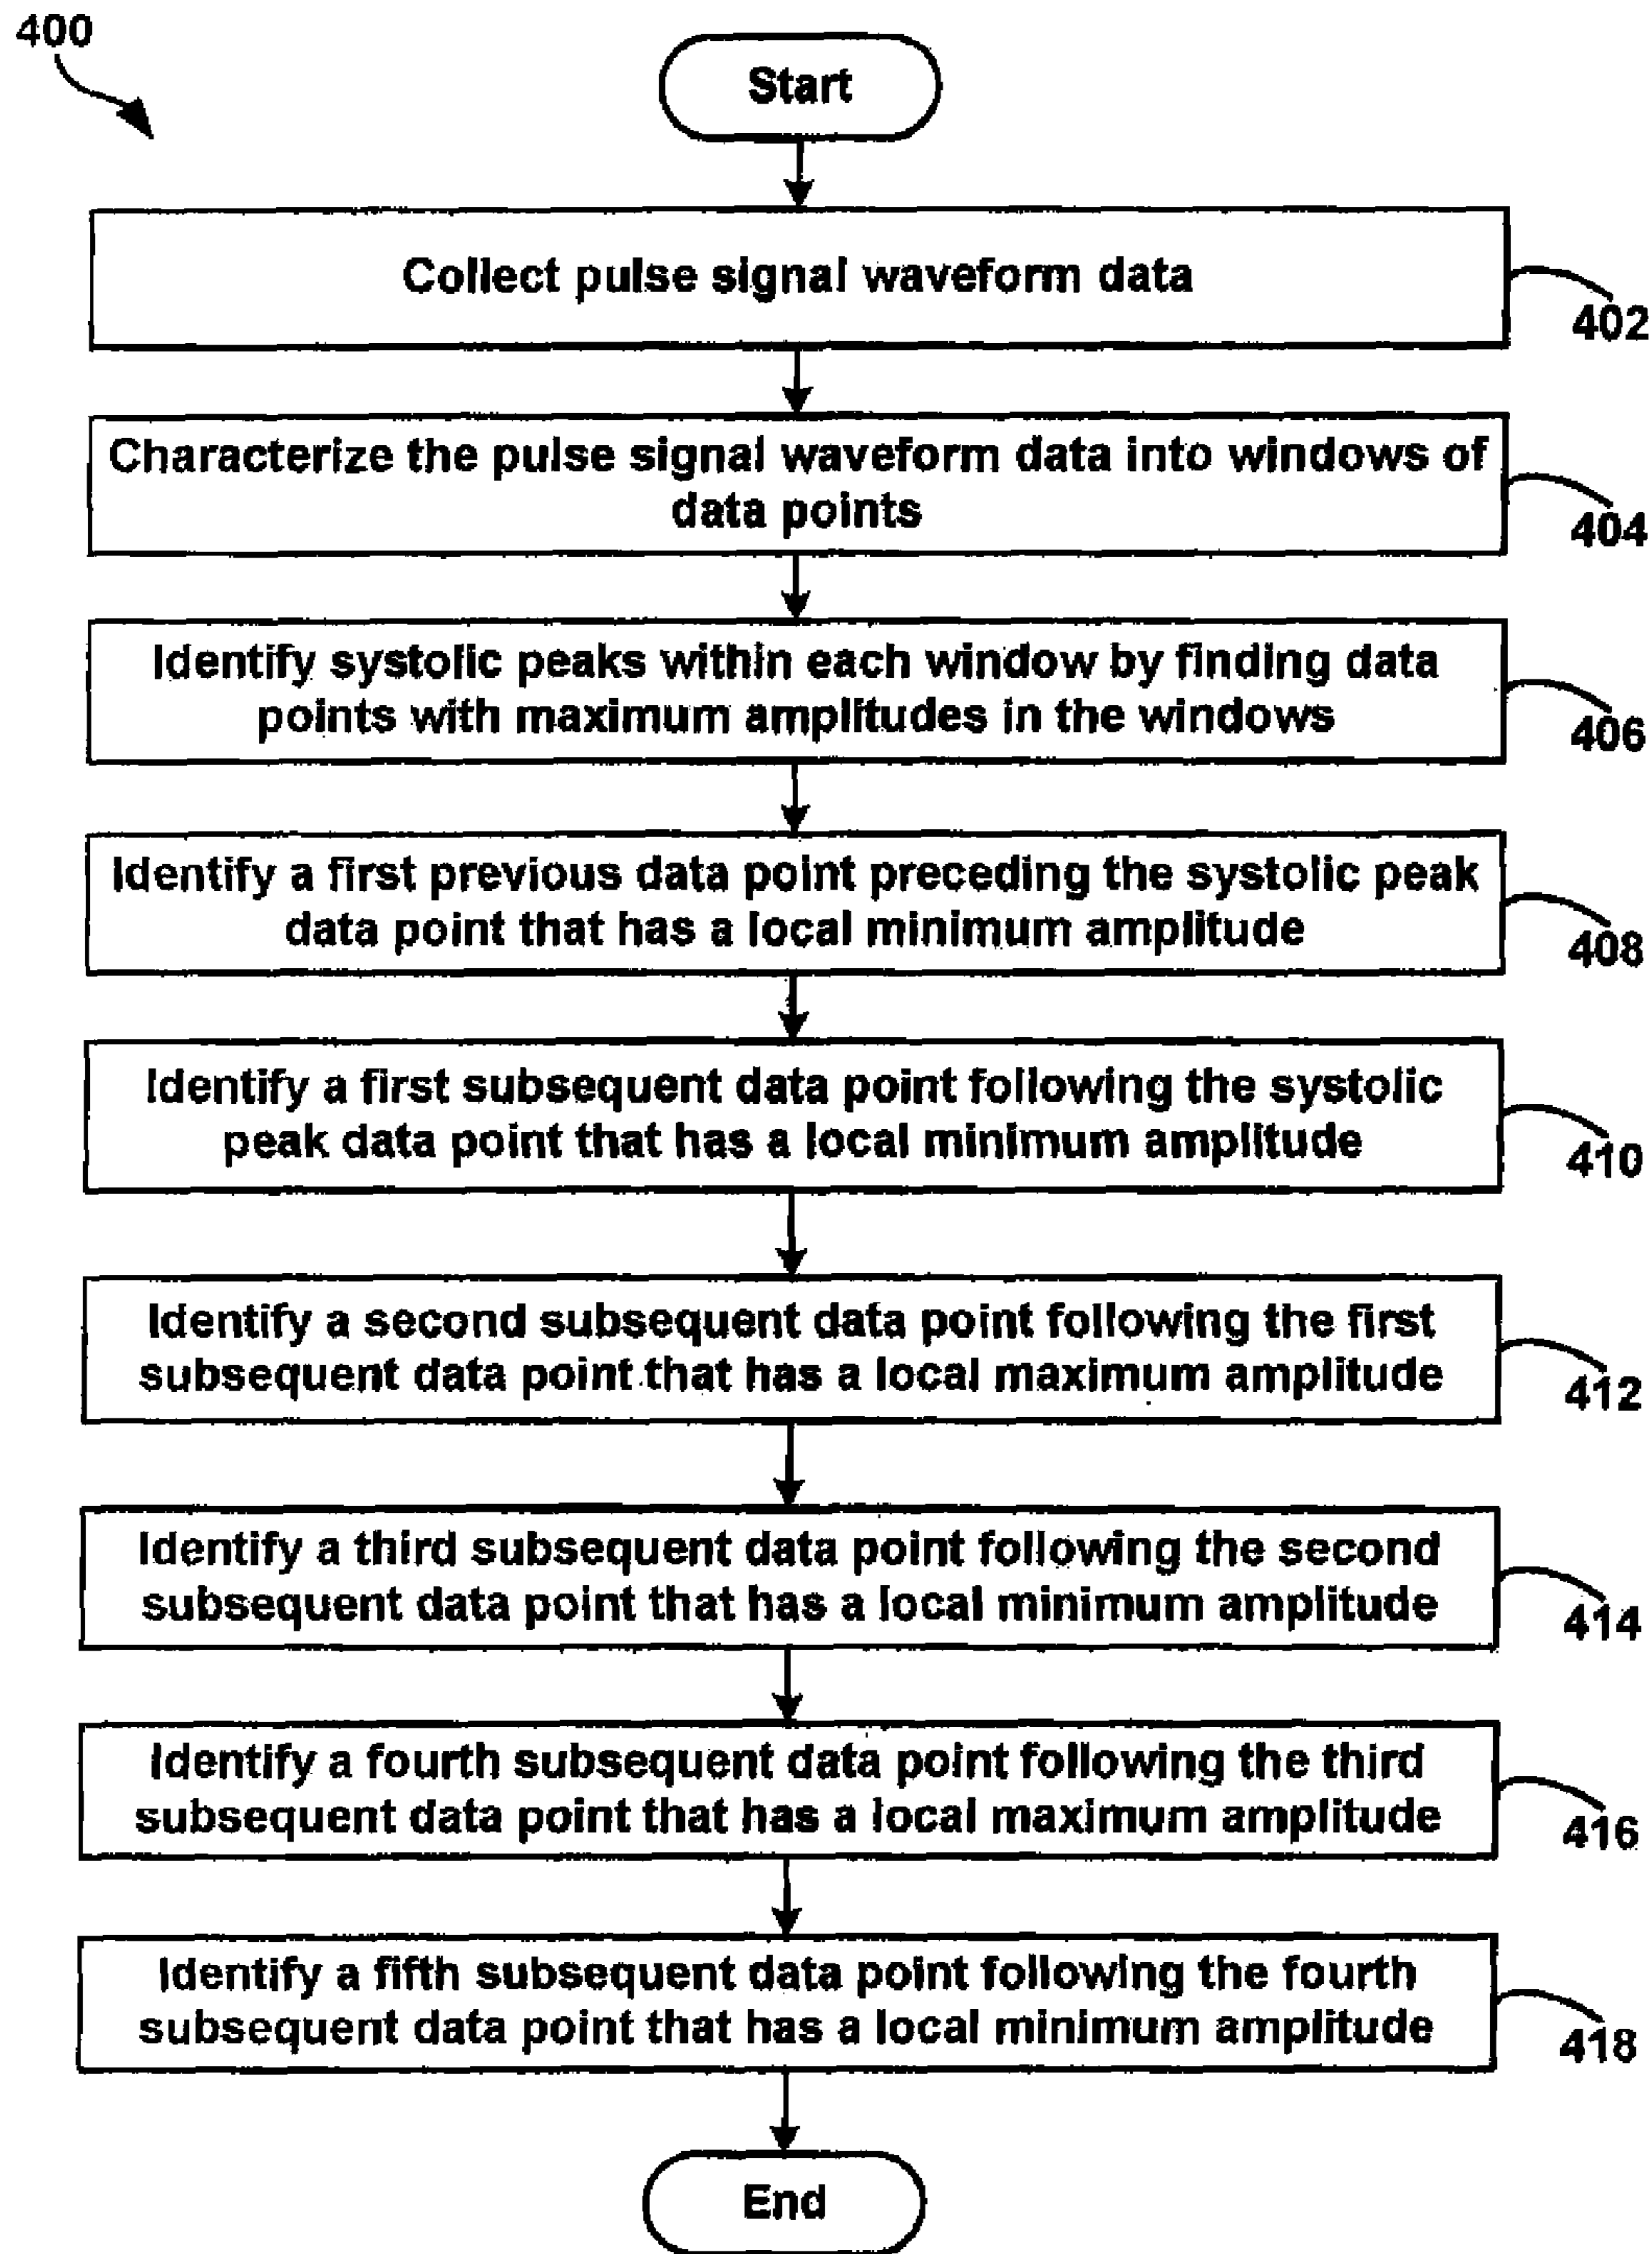 400
Start
Collect pulse signal waveform data
402
Characterize the pulse signal waveform data into windows of
data points
404
Identify systolic peaks within each window by finding data
points with maximum amplitudes in the windows
406
Identify a first previous data point preceding the systolic peak
data point that has a local minimum amplitude
408
Identify a first subsequent data point following the systolic
peak data point that has a local minimum amplitude
410
Identify a second subsequent data point following the first
subsequent data point that has a local maximum amplitude
412
Identify a third subsequent data point following the second
subsequent data point that has a local minimum amplitude
414
Identify a fourth subsequent data point following the third
subsequent data point that has a local maximum amplitude
416
Identify a fifth subsequent data point following the fourth
subsequent data point that has a local minimum amplitude
418
End